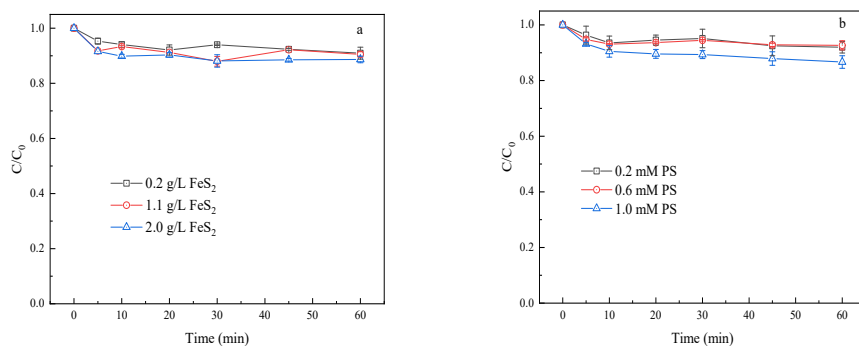 a
1.0
0.8
0.6
0.4
0.2
0.0
C/C₀
0.2 g/L FeS₂
1.1 g/L FeS₂
2.0 g/L FeS₂
0 10 20 30 40 50 60
Time (min)
b
1.0
0.8
0.6
0.4
0.2
0.0
C/C₀
0.2 mM PS
0.6 mM PS
1.0 mM PS
0 10 20 30 40 50 60
Time (min)